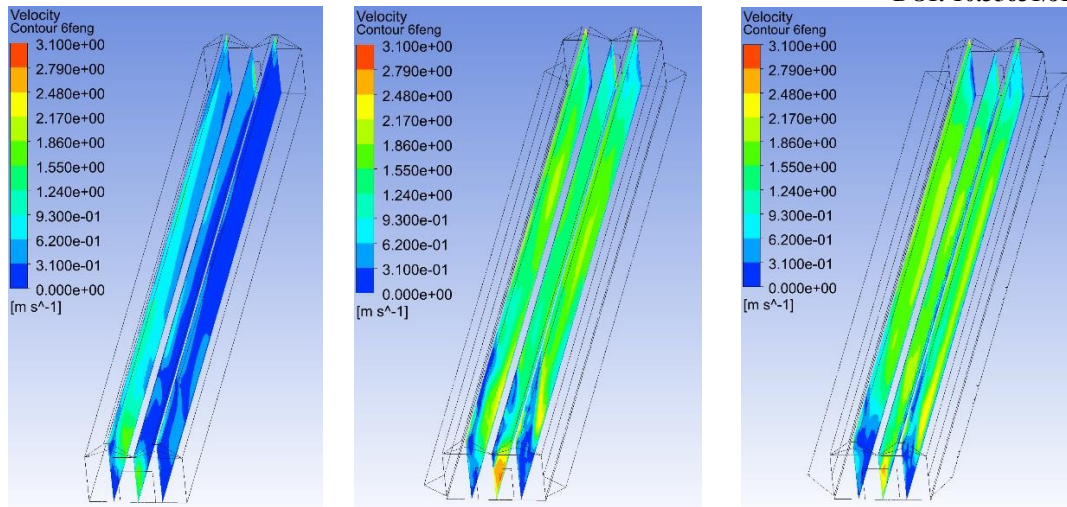 Velocity
Contour 6feng
3.100e+00
2.790e+00
2.480e+00
2.170e+00
1.860e+00
1.550e+00
1.240e+00
9.300e-01
6.200e-01
3.100e-01
0.000e+00
[m s^-1]
Velocity
Contour 6feng
3.100e+00
2.790e+00
2.480e+00
2.170e+00
1.860e+00
1.550e+00
1.240e+00
9.300e-01
6.200e-01
3.100e-01
0.000e+00
[m s^-1]
Velocity
Contour 6feng
3.100e+00
2.790e+00
2.480e+00
2.170e+00
1.860e+00
1.550e+00
1.240e+00
9.300e-01
6.200e-01
3.100e-01
0.000e+00
[m s^-1]